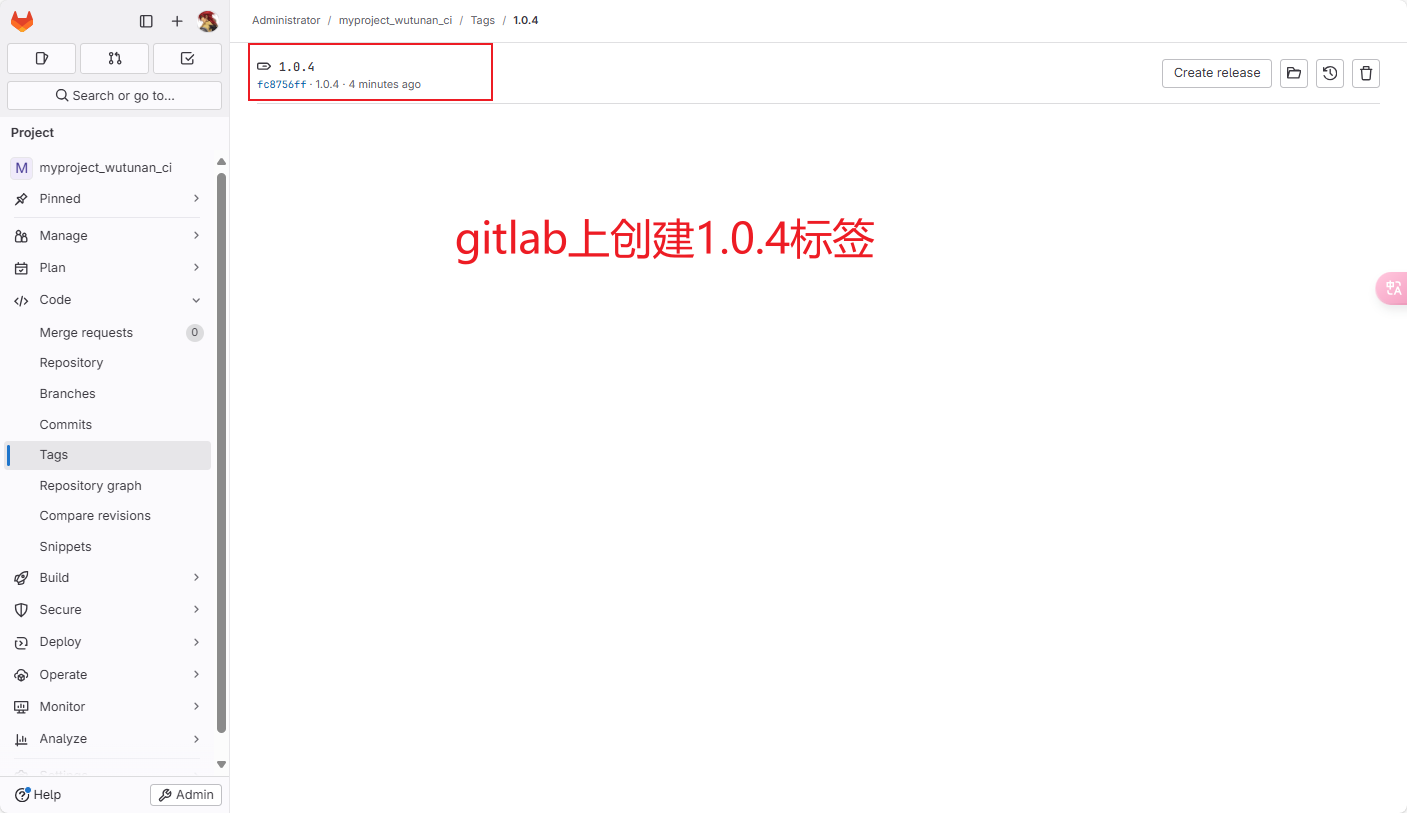 Administrator / myproject_wutunan_ci / Tags / 1.0.4
1.0.4
fc8756ff · 1.0.4 · 4 minutes ago
Create release
Search or go to...
Project
M myproject_wutunan_ci
Pinned
Manage
Plan
Code
Merge requests 0
Repository
Branches
Commits
Tags
Repository graph
Compare revisions
Snippets
Build
Secure
Deploy
Operate
Monitor
Analyze
Help
Admin
gitlab上创建1.0.4标签